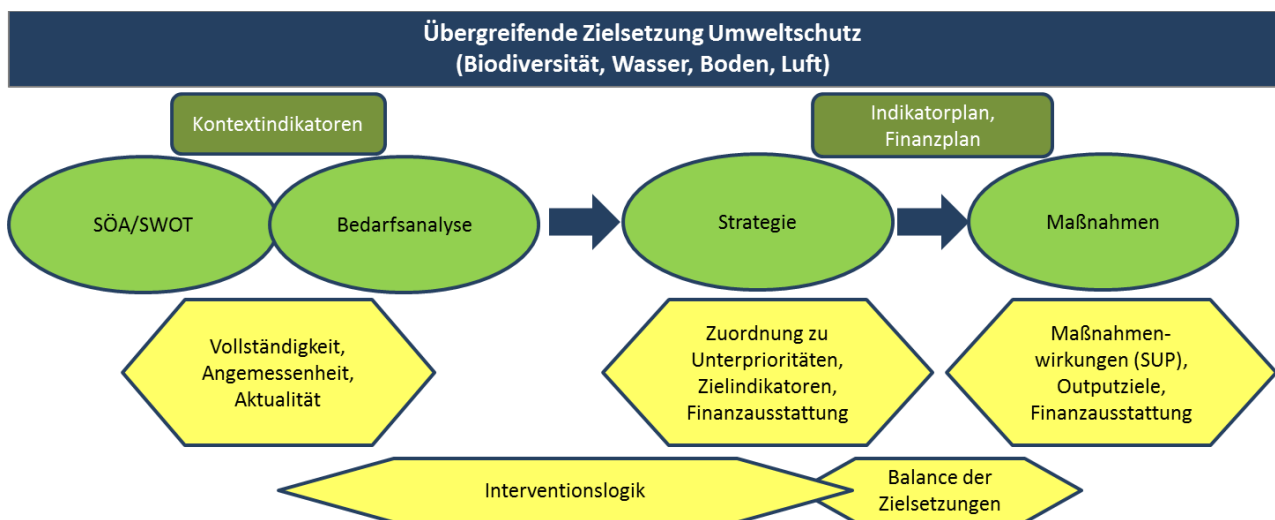 Übergreifende Zielsetzung Umweltschutz
(Biodiversität, Wasser, Boden, Luft)
Kontextindikatoren
Indikatorplan,
Finanzplan
SÖA/SWOT
Bedarfsanalyse
Strategie
Maßnahmen
Vollständigkeit,
Angemessenheit,
Aktualität
Zuordnung zu
Unterprioritäten,
Zielindikatoren,
Finanzausstattung
Maßnahmen-
wirkungen (SUP),
Outputziele,
Finanzausstattung
Interventionslogik
Balance der
Zielsetzungen